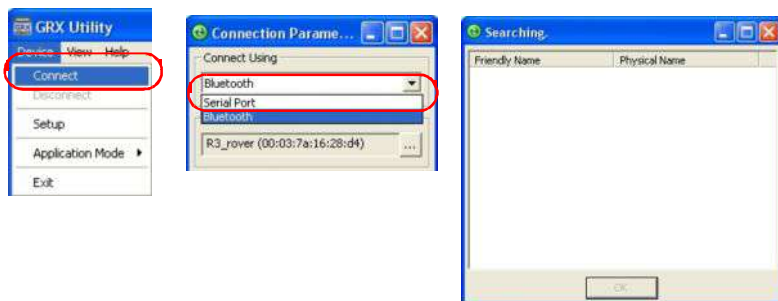 GRX Utility
Device View Help
Connect
Disconnect
Setup
Application Mode
Exit
Connection Parame...
Connect Using
Bluetooth
Serial Port
Bluetooth
R3_rover (00:03:7a:16:28:d4)
...
Searching.
Friendly Name Physical Name
OK